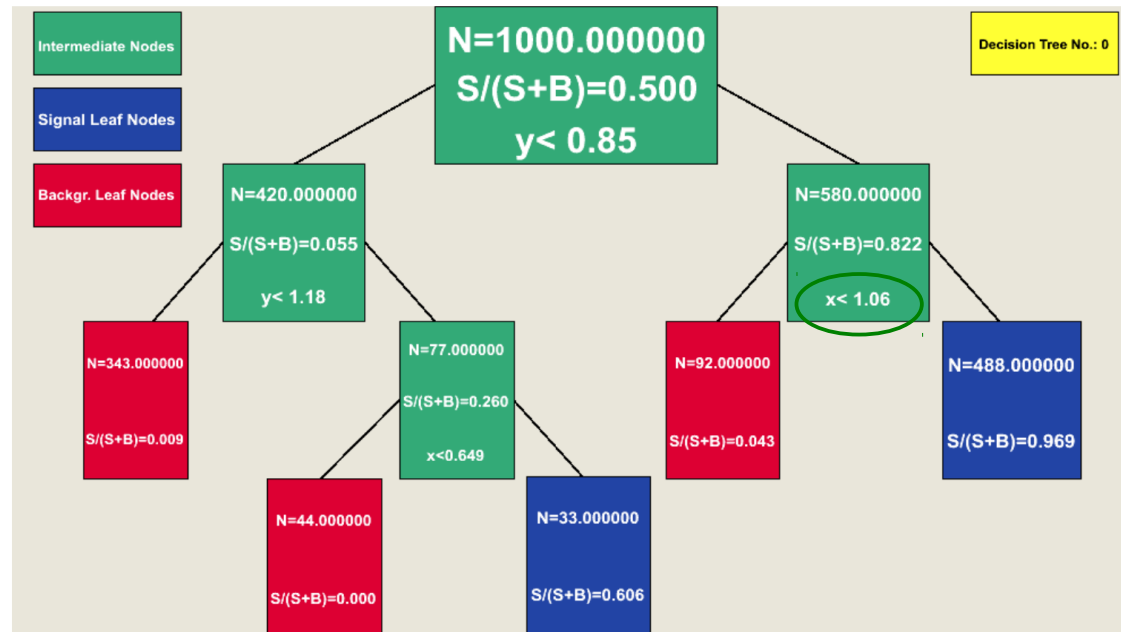 Intermediate Nodes
Signal Leaf Nodes
Backgr. Leaf Nodes
N=1000.000000
S/(S+B)=0.500
y< 0.85
Decision Tree No.: 0
N=420.000000
S/(S+B)=0.055
y< 1.18
N=580.000000
S/(S+B)=0.822
x< 1.06
N=343.000000
S/(S+B)=0.009
N=77.000000
S/(S+B)=0.260
x<0.649
N=92.000000
S/(S+B)=0.043
N=488.000000
S/(S+B)=0.969
N=44.000000
S/(S+B)=0.000
N=33.000000
S/(S+B)=0.606